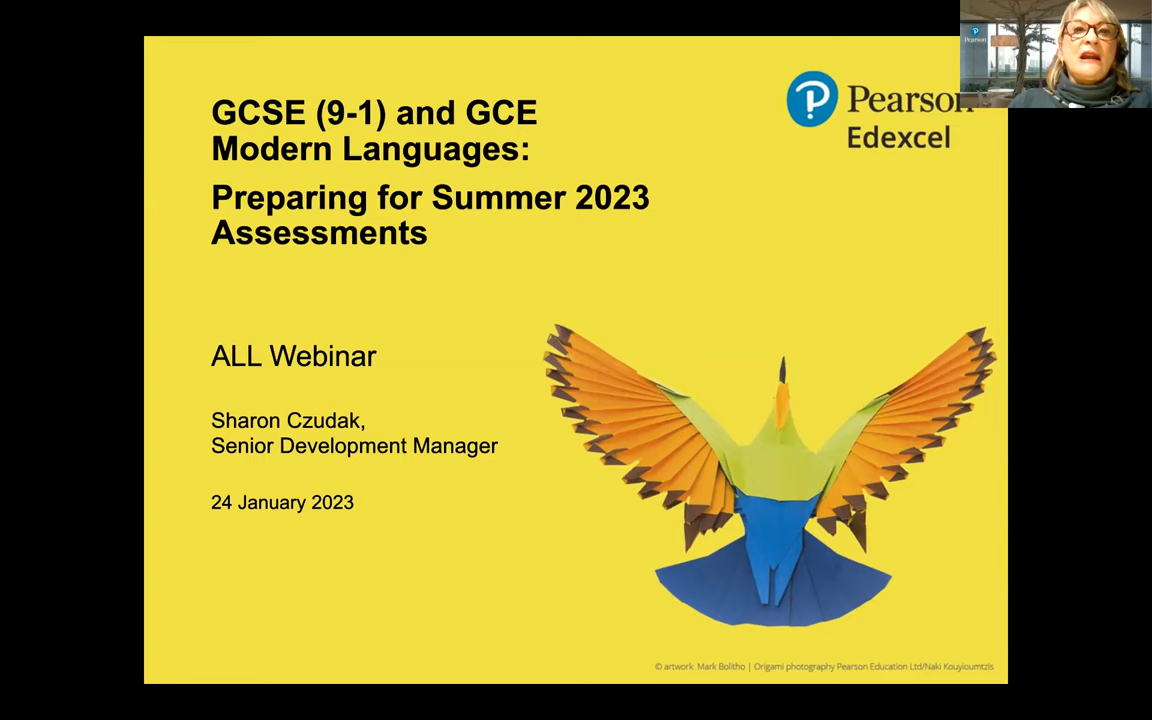 GCSE (9-1) and GCE
Modern Languages:
Preparing for Summer 2023
Assessments
Pearson
Edexcel
Pearson
ALL Webinar
Sharon Czudak,
Senior Development Manager
24 January 2023
© artwork: Mark Bolitho | Origami photography Pearson Education Ltd/Naki Kouyioumtzis